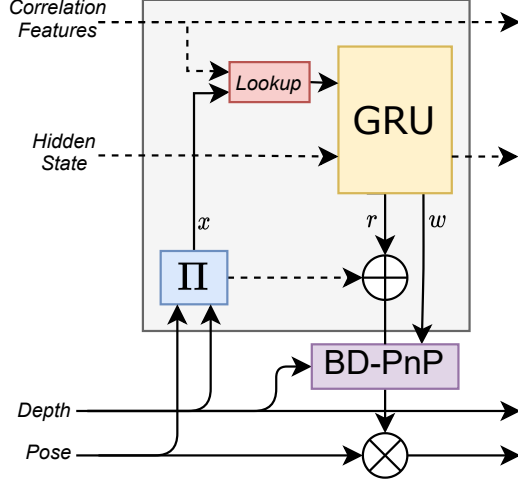 Correlation
Features
Lookup
GRU
Hidden
State
x
r
w
Π
BD-PnP
Depth
Pose